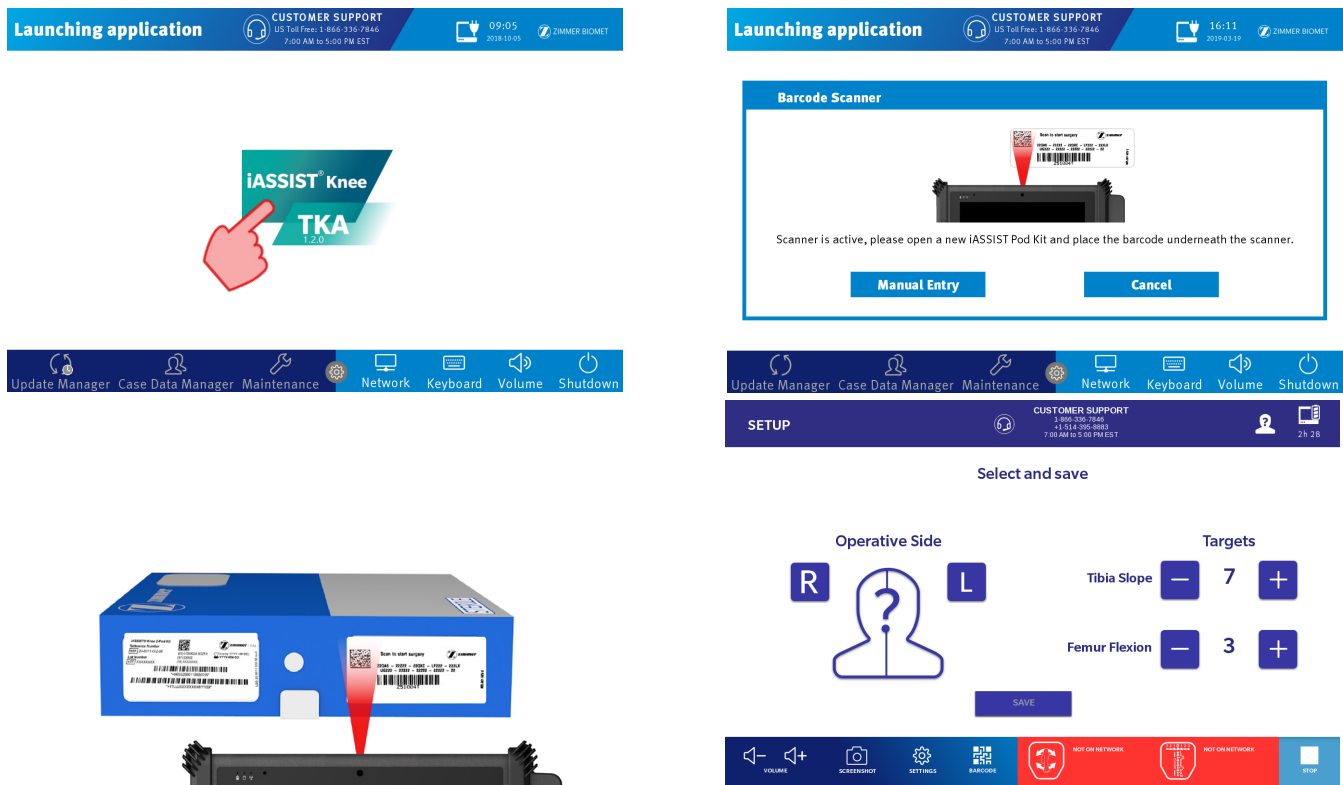 Launching application
CUSTOMER SUPPORT
US Toll Free: 1-866-336-7846
7:00 AM to 5:00 PM EST
09:05
2018-10-05
ZIMMER BIOMET
iASSIST® Knee
TKA
1.2.0
Update Manager
Case Data Manager
Maintenance
Network
Keyboard
Volume
Shutdown
Launching application
CUSTOMER SUPPORT
US Toll Free: 1-866-336-7846
7:00 AM to 5:00 PM EST
16:11
2019-03-19
ZIMMER BIOMET
Barcode Scanner
Scan to start surgery
zimmer
Scanner is active, please open a new iASSIST Pod Kit and place the barcode underneath the scanner.
Manual Entry
Cancel
Update Manager
Case Data Manager
Maintenance
Network
Keyboard
Volume
Shutdown
Reference Number
zimmer
Scan to start surgery
zimmer
SETUP
CUSTOMER SUPPORT
1-866-336-7846
+1-514-395-8883
7:00 AM to 5:00 PM EST
2h 28
Select and save
Operative Side
R
?
L
Targets
Tibia Slope
—
7
+
Femur Flexion
—
3
+
SAVE
VOLUME
SCREENSHOT
SETTINGS
BARCODE
NOT ON NETWORK
NOT ON NETWORK
STOP